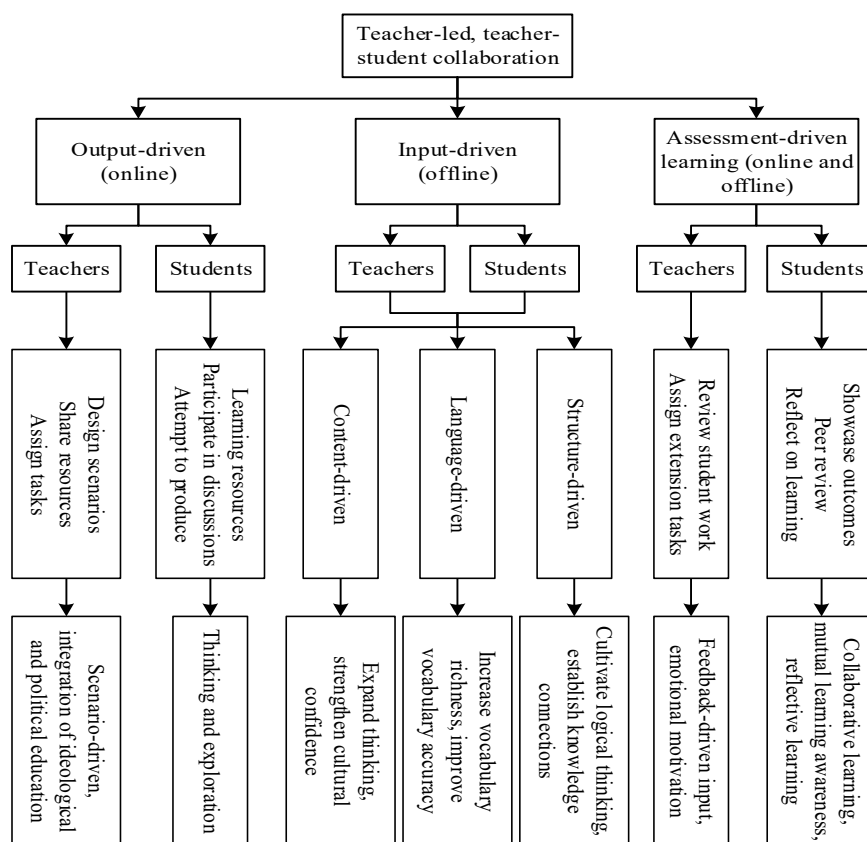 Teacher-led, teacher-
student collaboration
Output-driven
(online)
Input-driven
(offline)
Assessment-driven
learning (online and
offline)
Teachers
Students
Teachers
Students
Teachers
Students
Design scenarios
Share resources
Assign tasks
Learning resources
Participate in discussions
Attempt to produce
Content-driven
Language-driven
Structure-driven
Review student work
Assign extension tasks
Showcase outcomes
Peer review
Reflect on learning
Scenario-driven,
integration of ideological
and political education
Thinking and exploration
Expand thinking,
strengthen cultural
confidence
Increase vocabulary
richness, improve
vocabulary accuracy
Cultivate logical thinking,
establish knowledge
connections
Feedback-driven input,
emotional motivation
Collaborative learning,
mutual learning awareness,
reflective learning